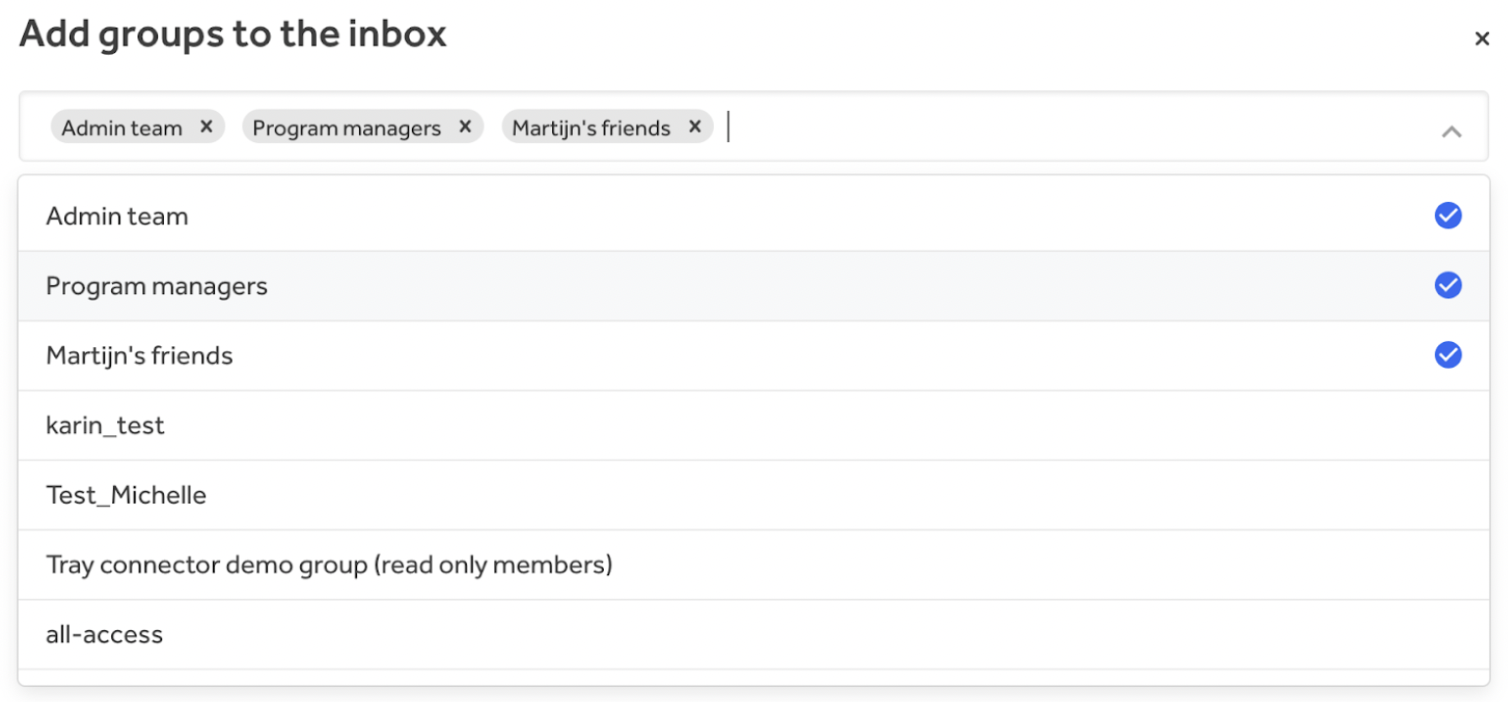 Add groups to the inbox
Admin team Program managers Martijn's friends
Admin team
Program managers
Martijn's friends
karin_test
Test_Michelle
Tray connector demo group (read only members)
all-access